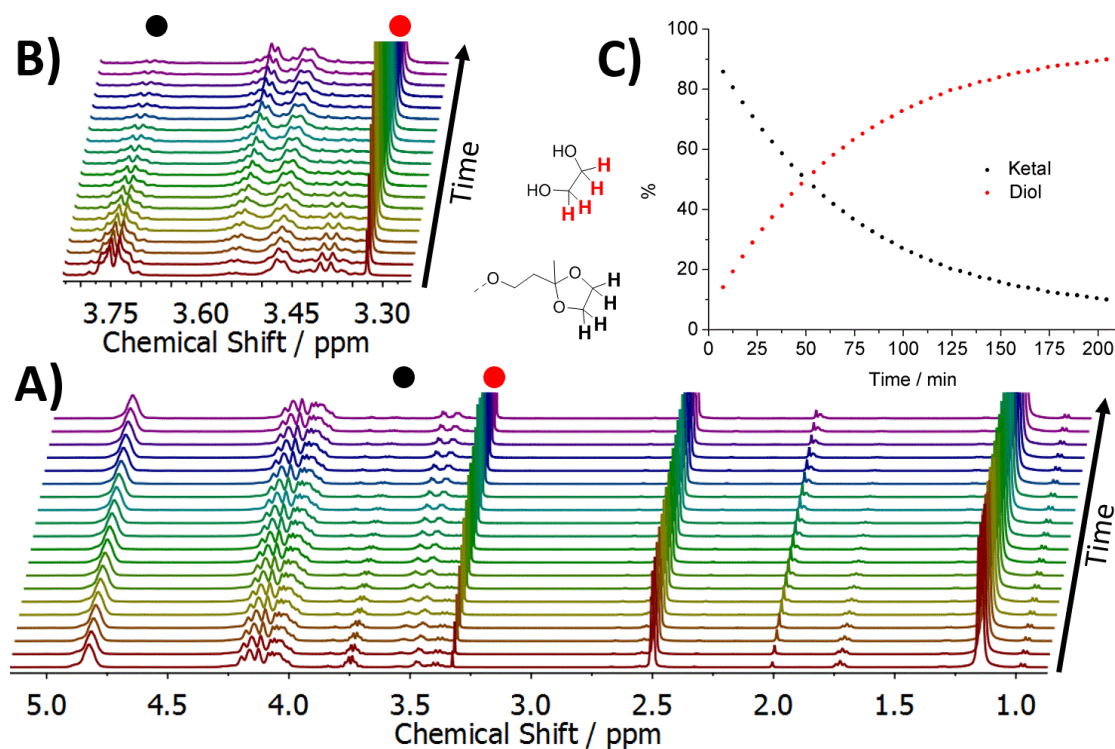 B)
3.75 3.60 3.45 3.30
Chemical Shift / ppm
Time
HO
H
HO
H
H H
O
O
O
H
H
H
C)
100
80
60
40
20
0
%
Ketal
Diol
0 25 50 75 100 125 150 175 200
Time / min
A)
5.0 4.5 4.0 3.5 3.0 2.5 2.0 1.5 1.0
Chemical Shift / ppm
Time